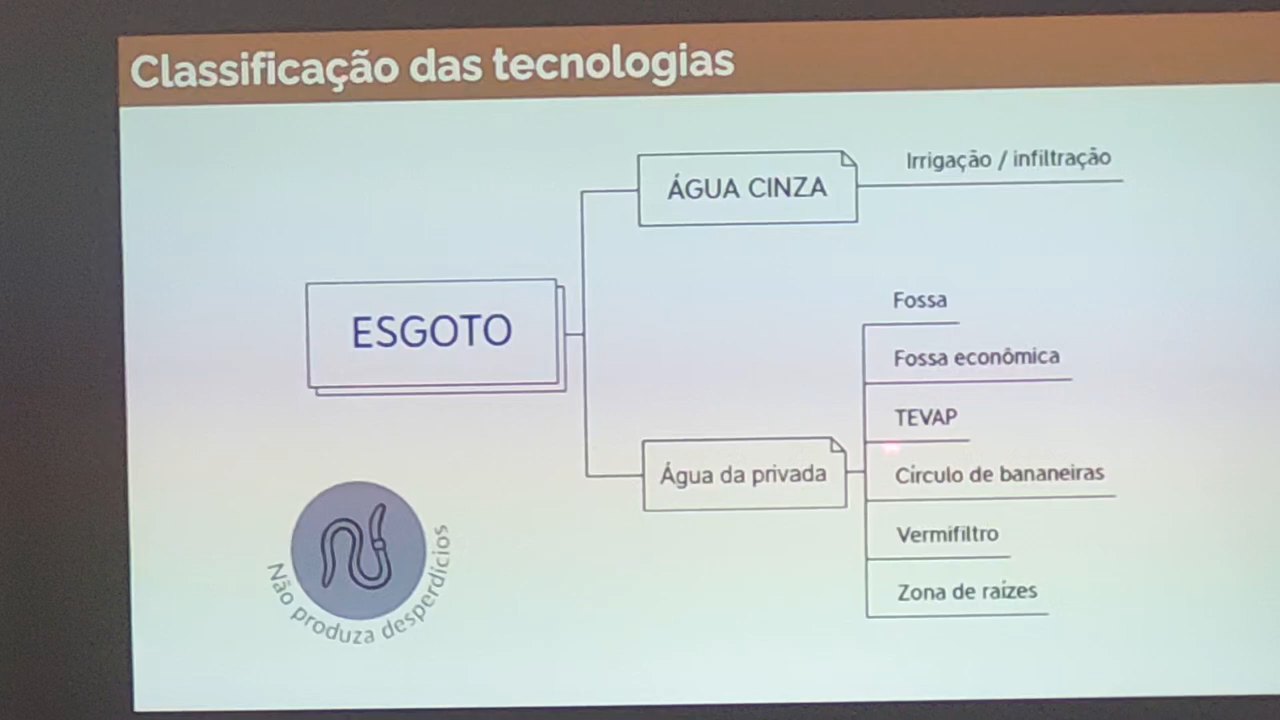 Classificação das tecnologias
ÁGUA CINZA
Irrigação / infiltração
ESGOTO
Água da privada
Fossa
Fossa econômica
TEVAP
Círculo de bananeiras
Vermifiltro
Zona de raízes
Não produza desperdícios